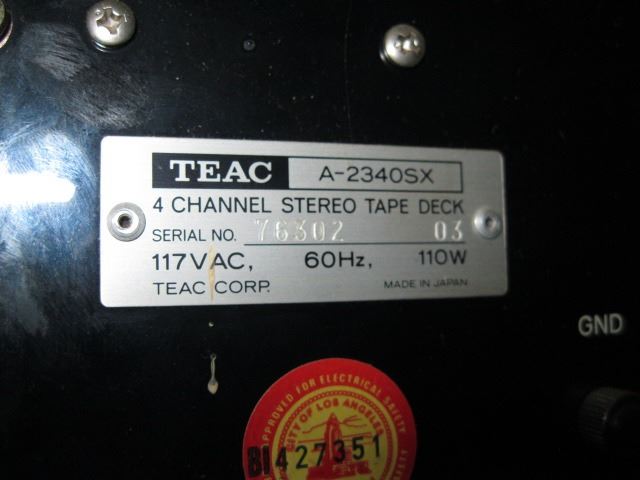 TEAC A-2340SX
4 CHANNEL STEREO TAPE DECK
SERIAL NO. 76302 03
117VAC, 60Hz, 110W
TEAC CORP. MADE IN JAPAN
GND
APPROVED FOR ELECTRICAL SAFETY
CITY OF LOS ANGELES
B1427351